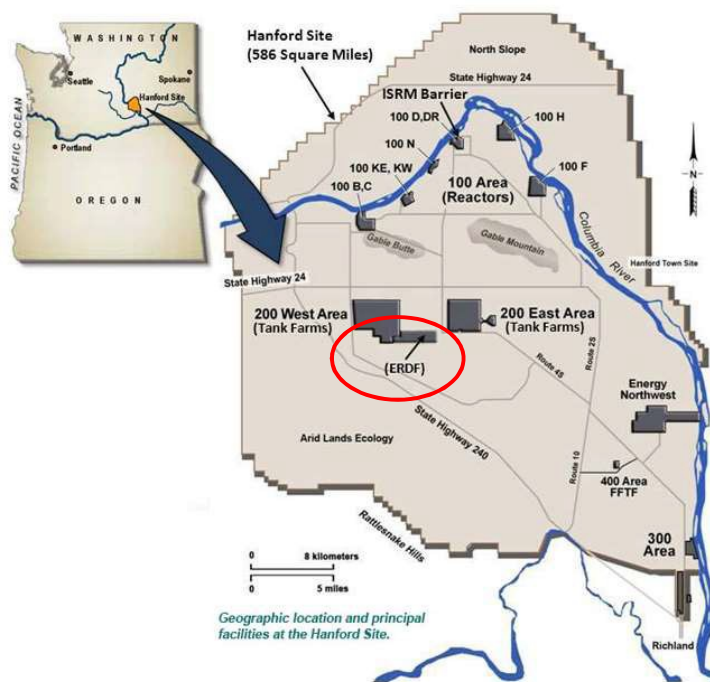 WASHINGTON
Seattle
Spokane
Hanford Site
PACIFIC OCEAN
Portland
OREGON
Hanford Site
(586 Square Miles)
North Slope
State Highway 24
ISRM Barrier
100 D,DR
100 H
100 N
100 KE, KW
100 F
100 B,C
100 Area
(Reactors)
N
Gable Butte
Gable Mountain
Columbia River
Hanford Town Site
State Highway 24
200 West Area
(Tank Farms)
200 East Area
(Tank Farms)
(ERDF)
Route 2S
Route 4S
Energy
Northwest
State Highway 240
Arid Lands Ecology
Route 10
400 Area
FFTF
Rattlesnake Hills
300
Area
0 8 kilometers
0 5 miles
Geographic location and principal
facilities at the Hanford Site.
Richland